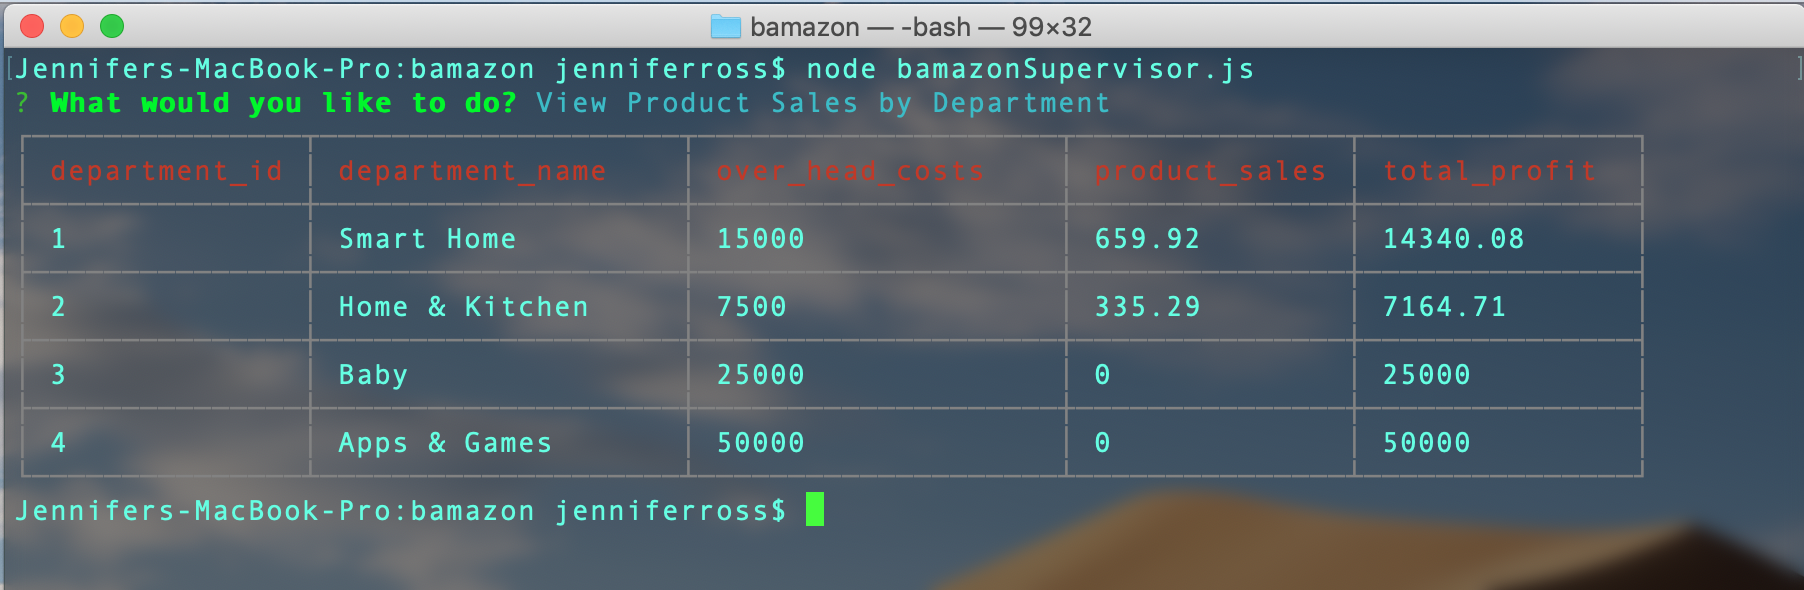 bamazon — -bash — 99×32
[Jennifers-MacBook-Pro:bamazon jenniferross$ node bamazonSupervisor.js ]
? What would you like to do? View Product Sales by Department
department_id department_name over_head_costs product_sales total_profit
1 Smart Home 15000 659.92 14340.08
2 Home & Kitchen 7500 335.29 7164.71
3 Baby 25000 0 25000
4 Apps & Games 50000 0 50000
Jennifers-MacBook-Pro:bamazon jenniferross$